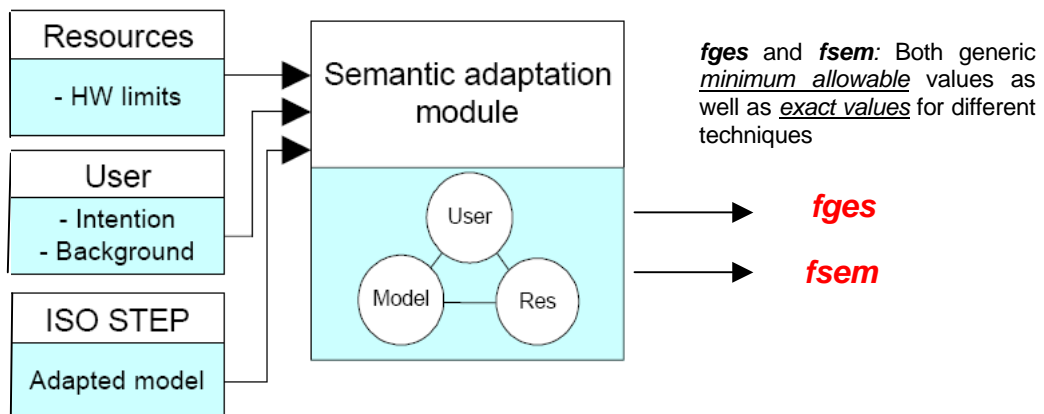 Resources
- HW limits
User
- Intention
- Background
ISO STEP
Adapted model
Semantic adaptation
module
User
Model
Res
fges and fsem: Both generic
minimum allowable values as
well as exact values for different
techniques
fges
fsem